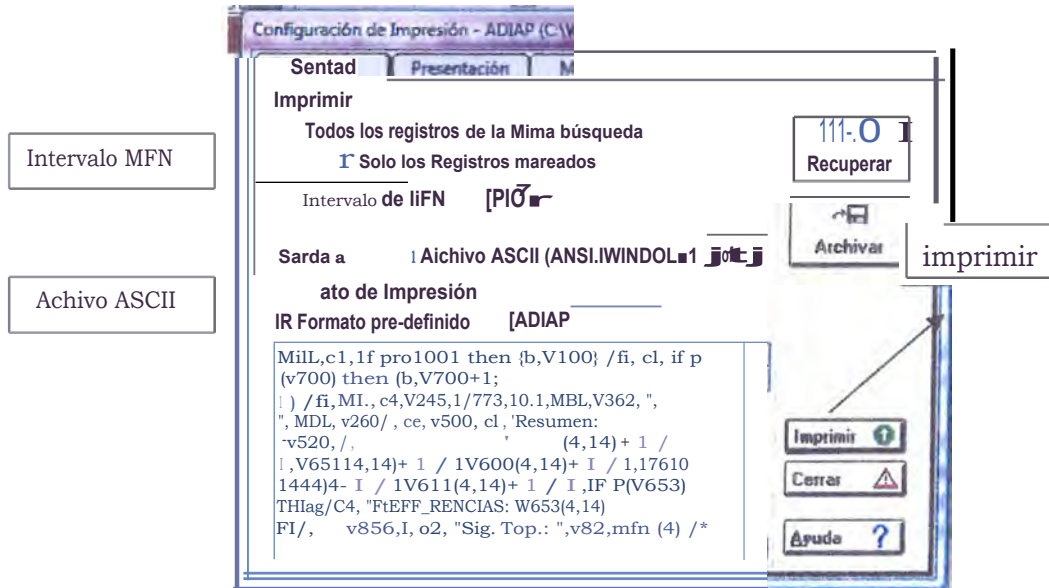 Configuración de Impresión - ADIAP (C:\W
Sentad Presentación M
Imprimir
Todos los registros de la Mima búsqueda
r Solo los Registros mareados
Intervalo MFN
Recuperar
Intervalo de liFN
Archivar
imprimir
Sarda a 1 Aichivo ASCII (ANSI.IWINDOL■1
Achivo ASCII
ato de Impresión
IR Formato pre-definido [ADIAP
MilL,c1,1f pro1001 then {b,V100} /fi, cl, if p
(v700) then (b,V700+1;
I ) /fi,MI., c4,V245,1/773,10.1,MBL,V362, ",
", MDL, v260/ , ce, v500, cl , 'Resumen:
-v520, /, ' (4,14) + 1 /
I ,V65114,14)+ 1 / 1V600(4,14)+ I / 1,17610
1444)4- I / 1V611(4,14)+ 1 / I ,IF P(V653)
THIag/C4, "FtEFF_RENCIAS: W653(4,14)
FI/, v856,I, o2, "Sig. Top.: ",v82,mfn (4) /*
Imprimir
Cerrar
Ayuda ?